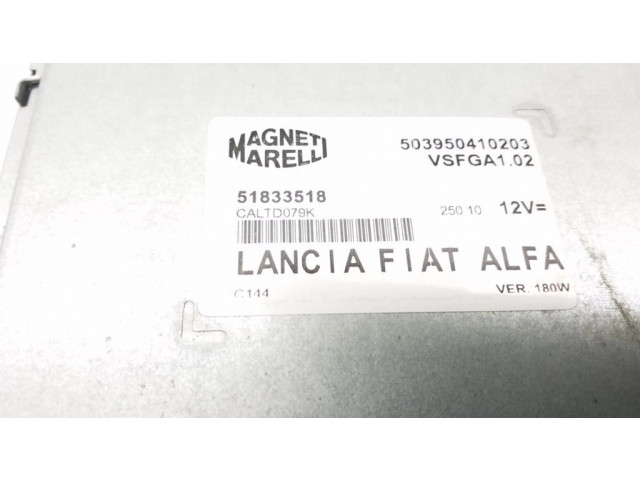 MAGNETI
MARELLI
503950410203
VSFGA1.02
51833518
CALTD079K
250 10 12V=
LANCIA FIAT ALFA
C144 VER. 180W